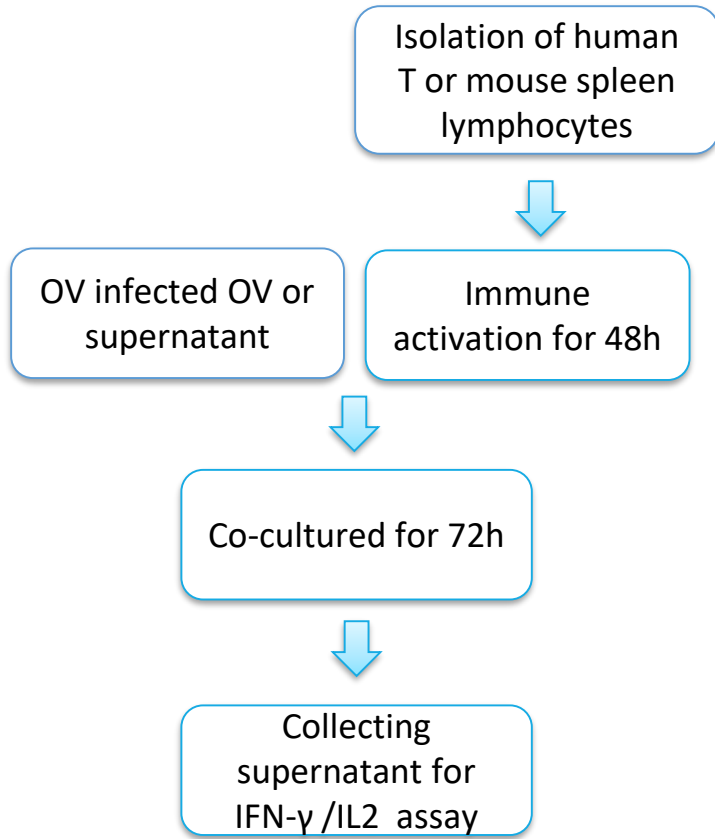 Isolation of human
T or mouse spleen
lymphocytes
OV infected OV or
supernatant
Immune
activation for 48h
Co-cultured for 72h
Collecting
supernatant for
IFN-γ /IL2 assay